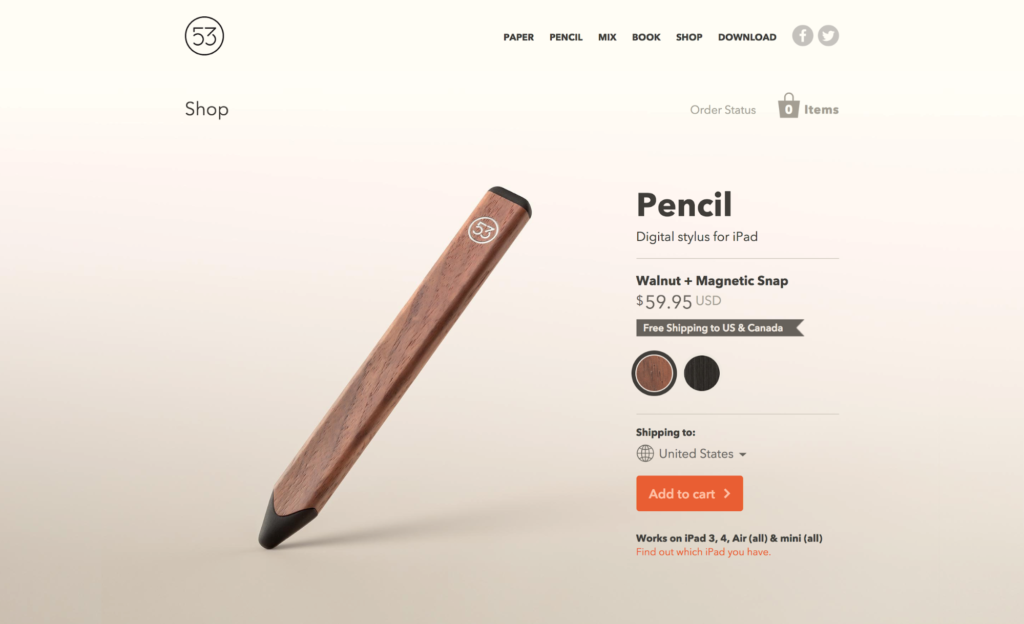 53
PAPER PENCIL MIX BOOK SHOP DOWNLOAD
Shop
Order Status 0 Items
53
Pencil
Digital stylus for iPad
Walnut + Magnetic Snap
$59.95 USD
Free Shipping to US & Canada
Shipping to:
United States
Add to cart
Works on iPad 3, 4, Air (all) & mini (all)
Find out which iPad you have.